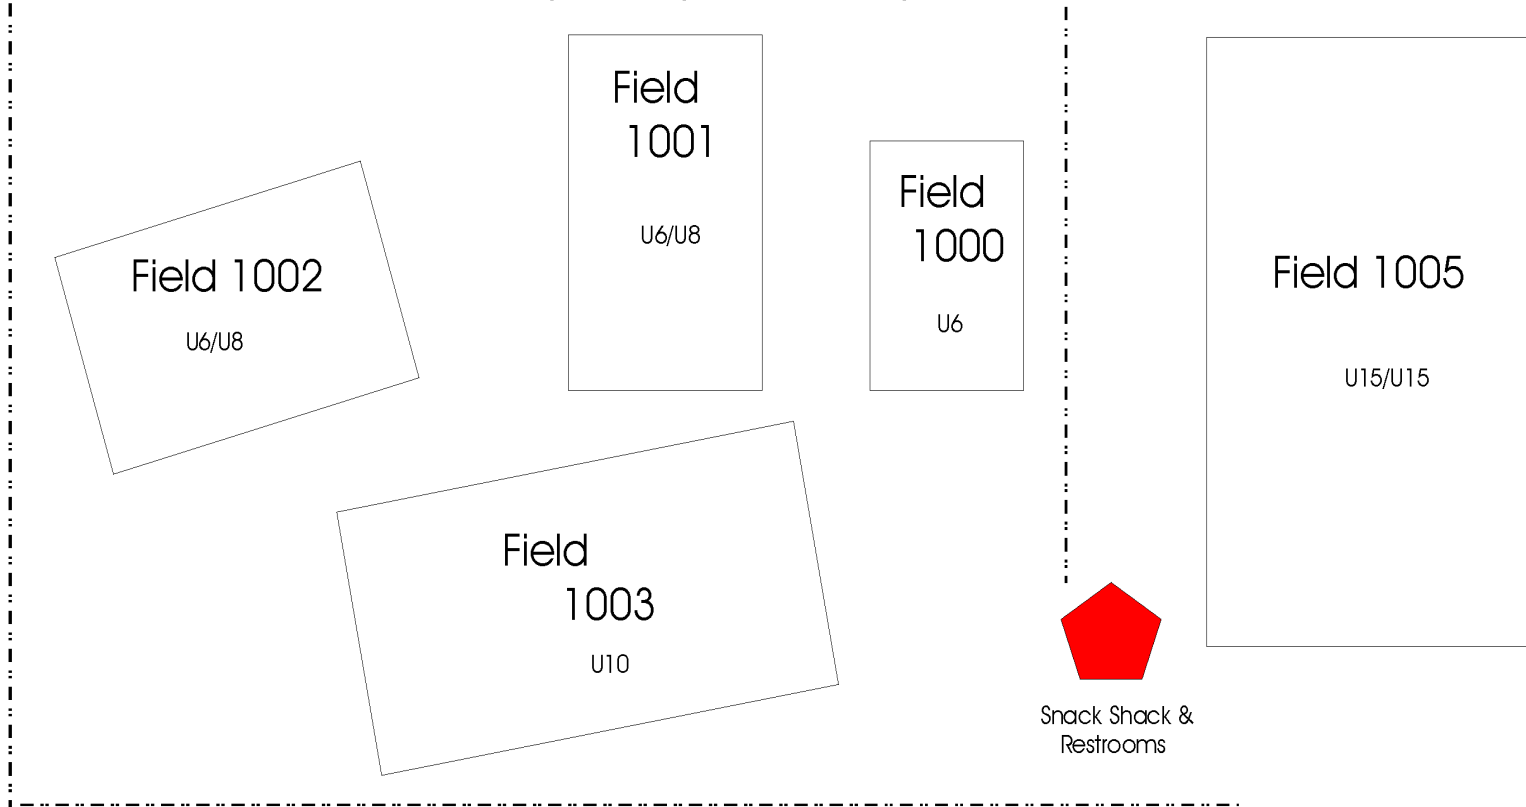 Field
1001
U6/U8
Field
1000
U6
Field 1002
U6/U8
Field 1005
U15/U15
Field
1003
U10
Snack Shack &
Restrooms